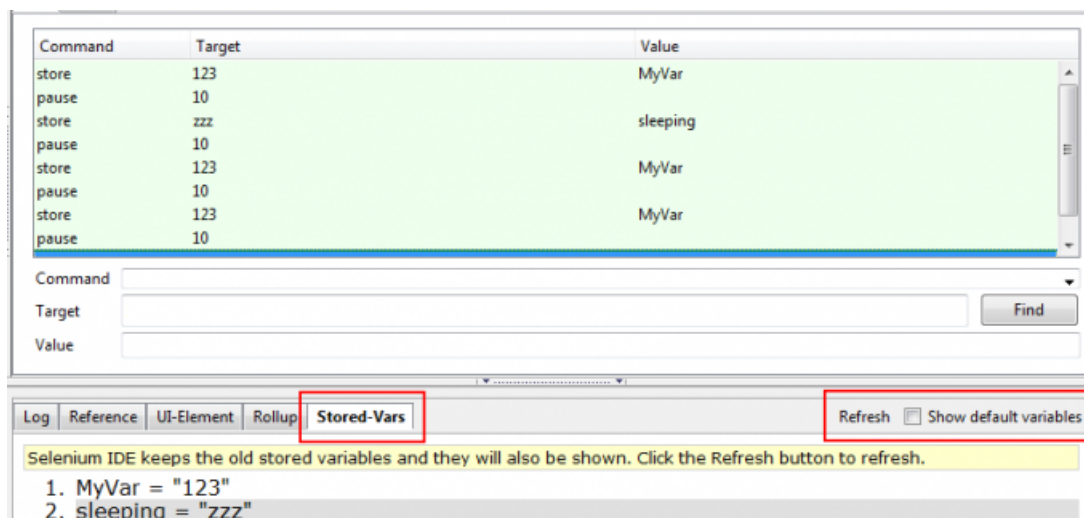 Command Target Value
store 123 MyVar
pause 10
store zzz sleeping
pause 10
store 123 MyVar
pause 10
store 123 MyVar
pause 10
Command
Target Find
Value
Log Reference UI-Element Rollup Stored-Vars Refresh Show default variables
Selenium IDE keeps the old stored variables and they will also be shown. Click the Refresh button to refresh.
1. MyVar = "123"
2. sleeping = "zzz"